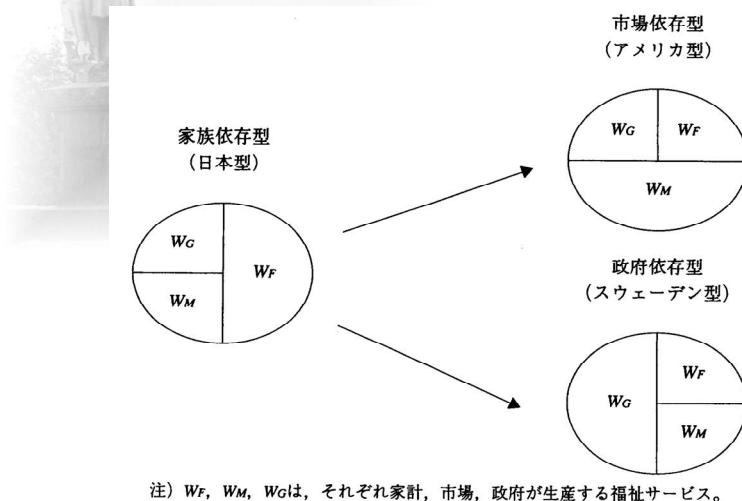 家族依存型
(日本型)
WG
WM
WF
市場依存型
(アメリカ型)
WG
WF
WM
政府依存型
(スウェーデン型)
WG
WF
WM
注) WF, WM, WGは, それぞれ家計, 市場, 政府が生産する福祉サービス。